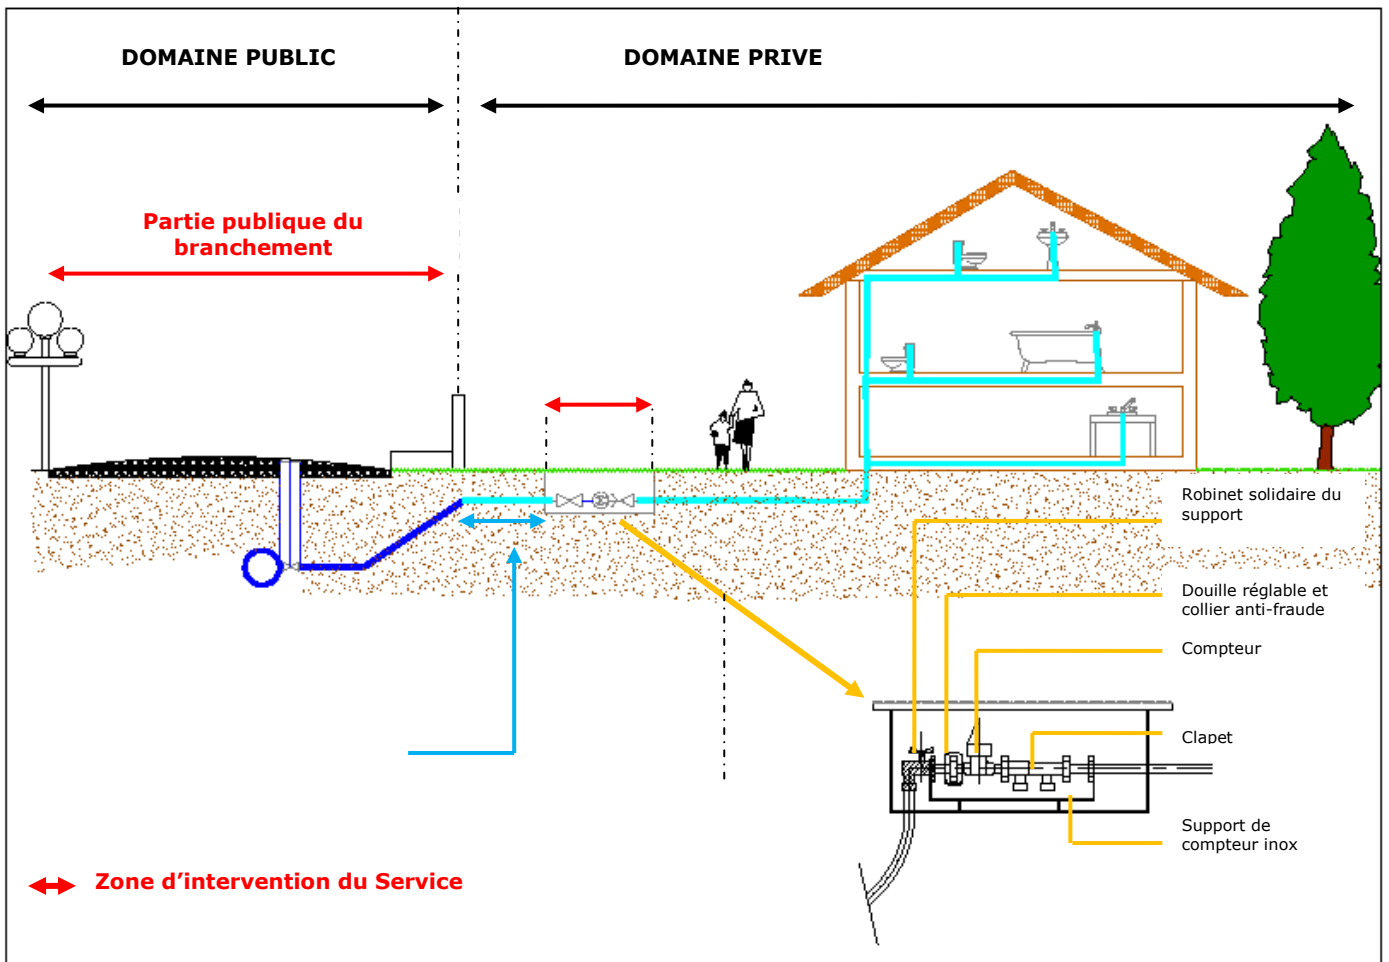 DOMAINE PUBLIC
DOMAINE PRIVE
Partie publique du
branchement
Robinet solidaire du
support
Douille réglable et
collier anti-fraude
Compteur
Clapet
Support de
compteur inox
Zone d’intervention du Service